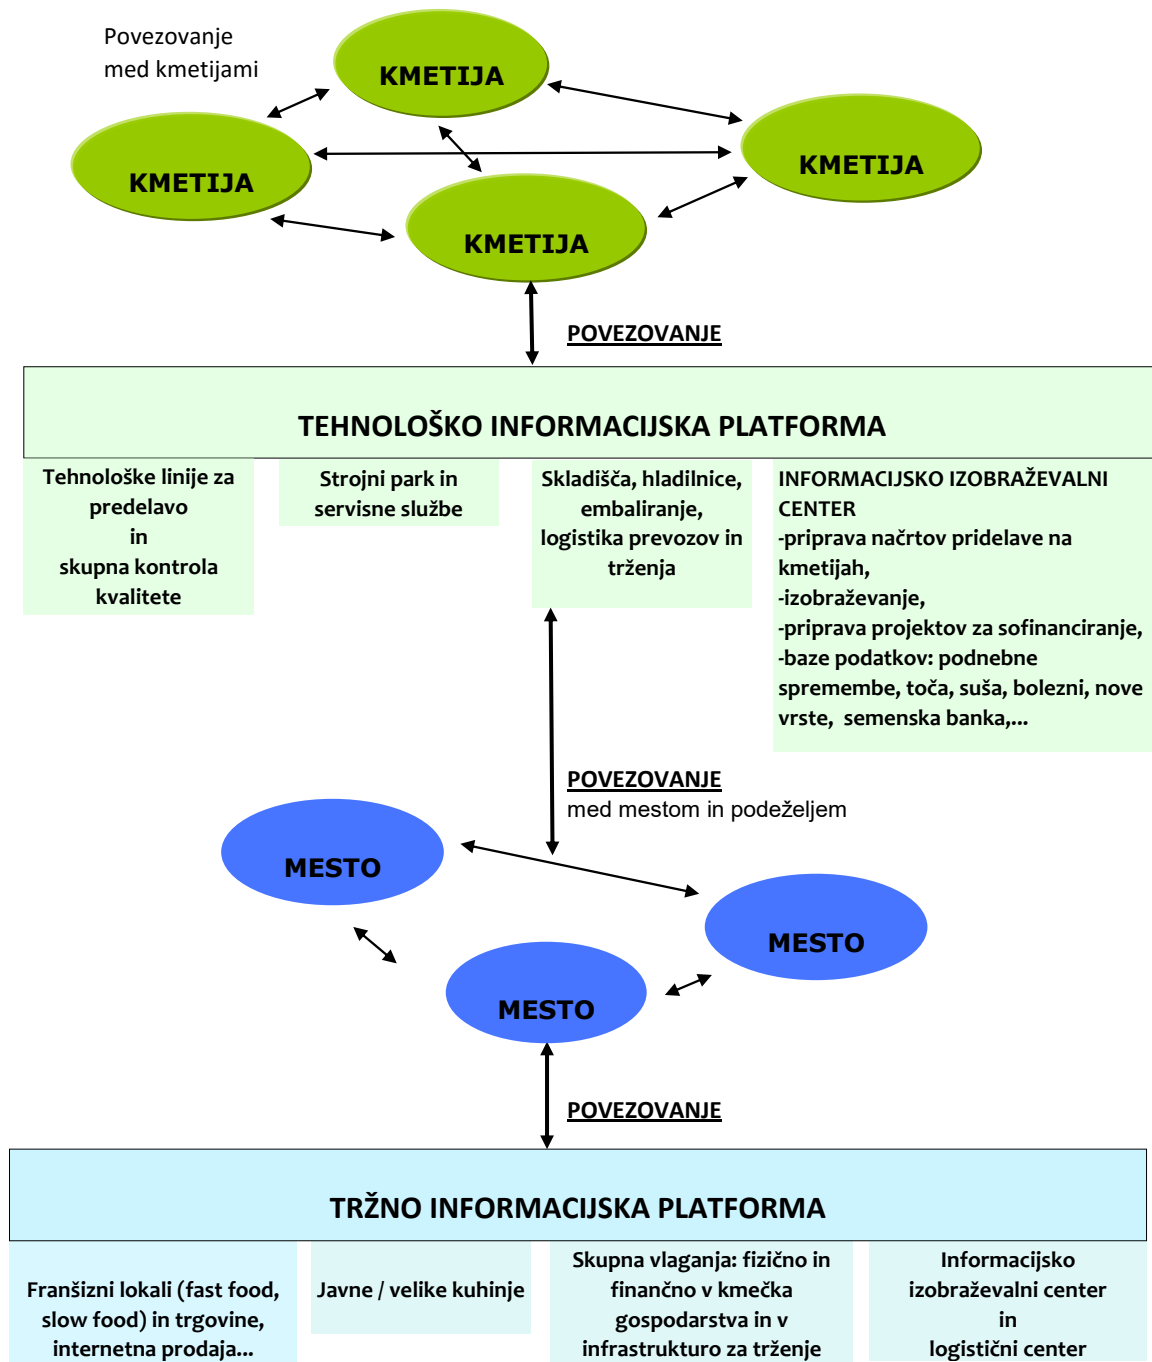 Povezovanje
med kmetijami
KMETIJA
KMETIJA
KMETIJA
KMETIJA
POVEZOVANJE
TEHNOLOŠKO INFORMACIJSKA PLATFORMA
Tehnološke linije za
predelavo
in
skupna kontrola
kvalitete
Strojni park in
servisne službe
Skladišča, hladilnice,
embaliranje,
logistika prevozov in
trženja
INFORMACIJSKO IZOBRAŽEVALNI
CENTER
-priprava načrtov pridelave na
kmetijah,
-izobraževanje,
-priprava projektov za sofinanciranje,
-baze podatkov: podnebne
spremembe, toča, suša, bolezni, nove
vrste, semenska banka,...
POVEZOVANJE
med mestom in podeželjem
MESTO
MESTO
MESTO
POVEZOVANJE
TRŽNO INFORMACIJSKA PLATFORMA
Franšizni lokali (fast food,
slow food) in trgovine,
internetna prodaja...
Javne / velike kuhinje
Skupna vlaganja: fizično in
finančno v kmečka
gospodarstva in v
infrastrukturo za trženje
Informacijsko
izobraževalni center
in
logistični center